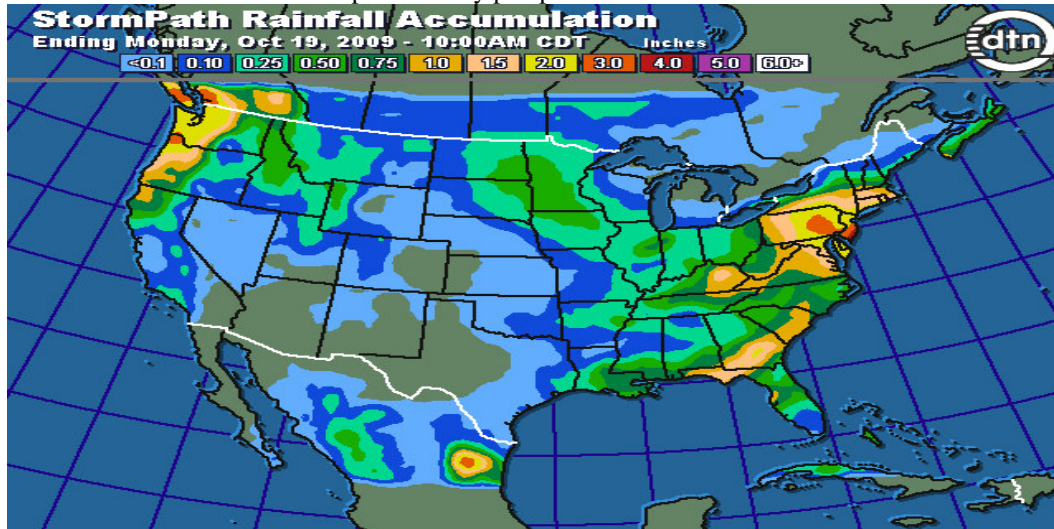 StormPath Rainfall Accumulation
Ending Monday, Oct 19, 2009 - 10:00AM CDT Inches
<0.1 0.10 0.25 0.50 0.75 1.0 1.5 2.0 3.0 4.0 5.0 6.0+
dtn